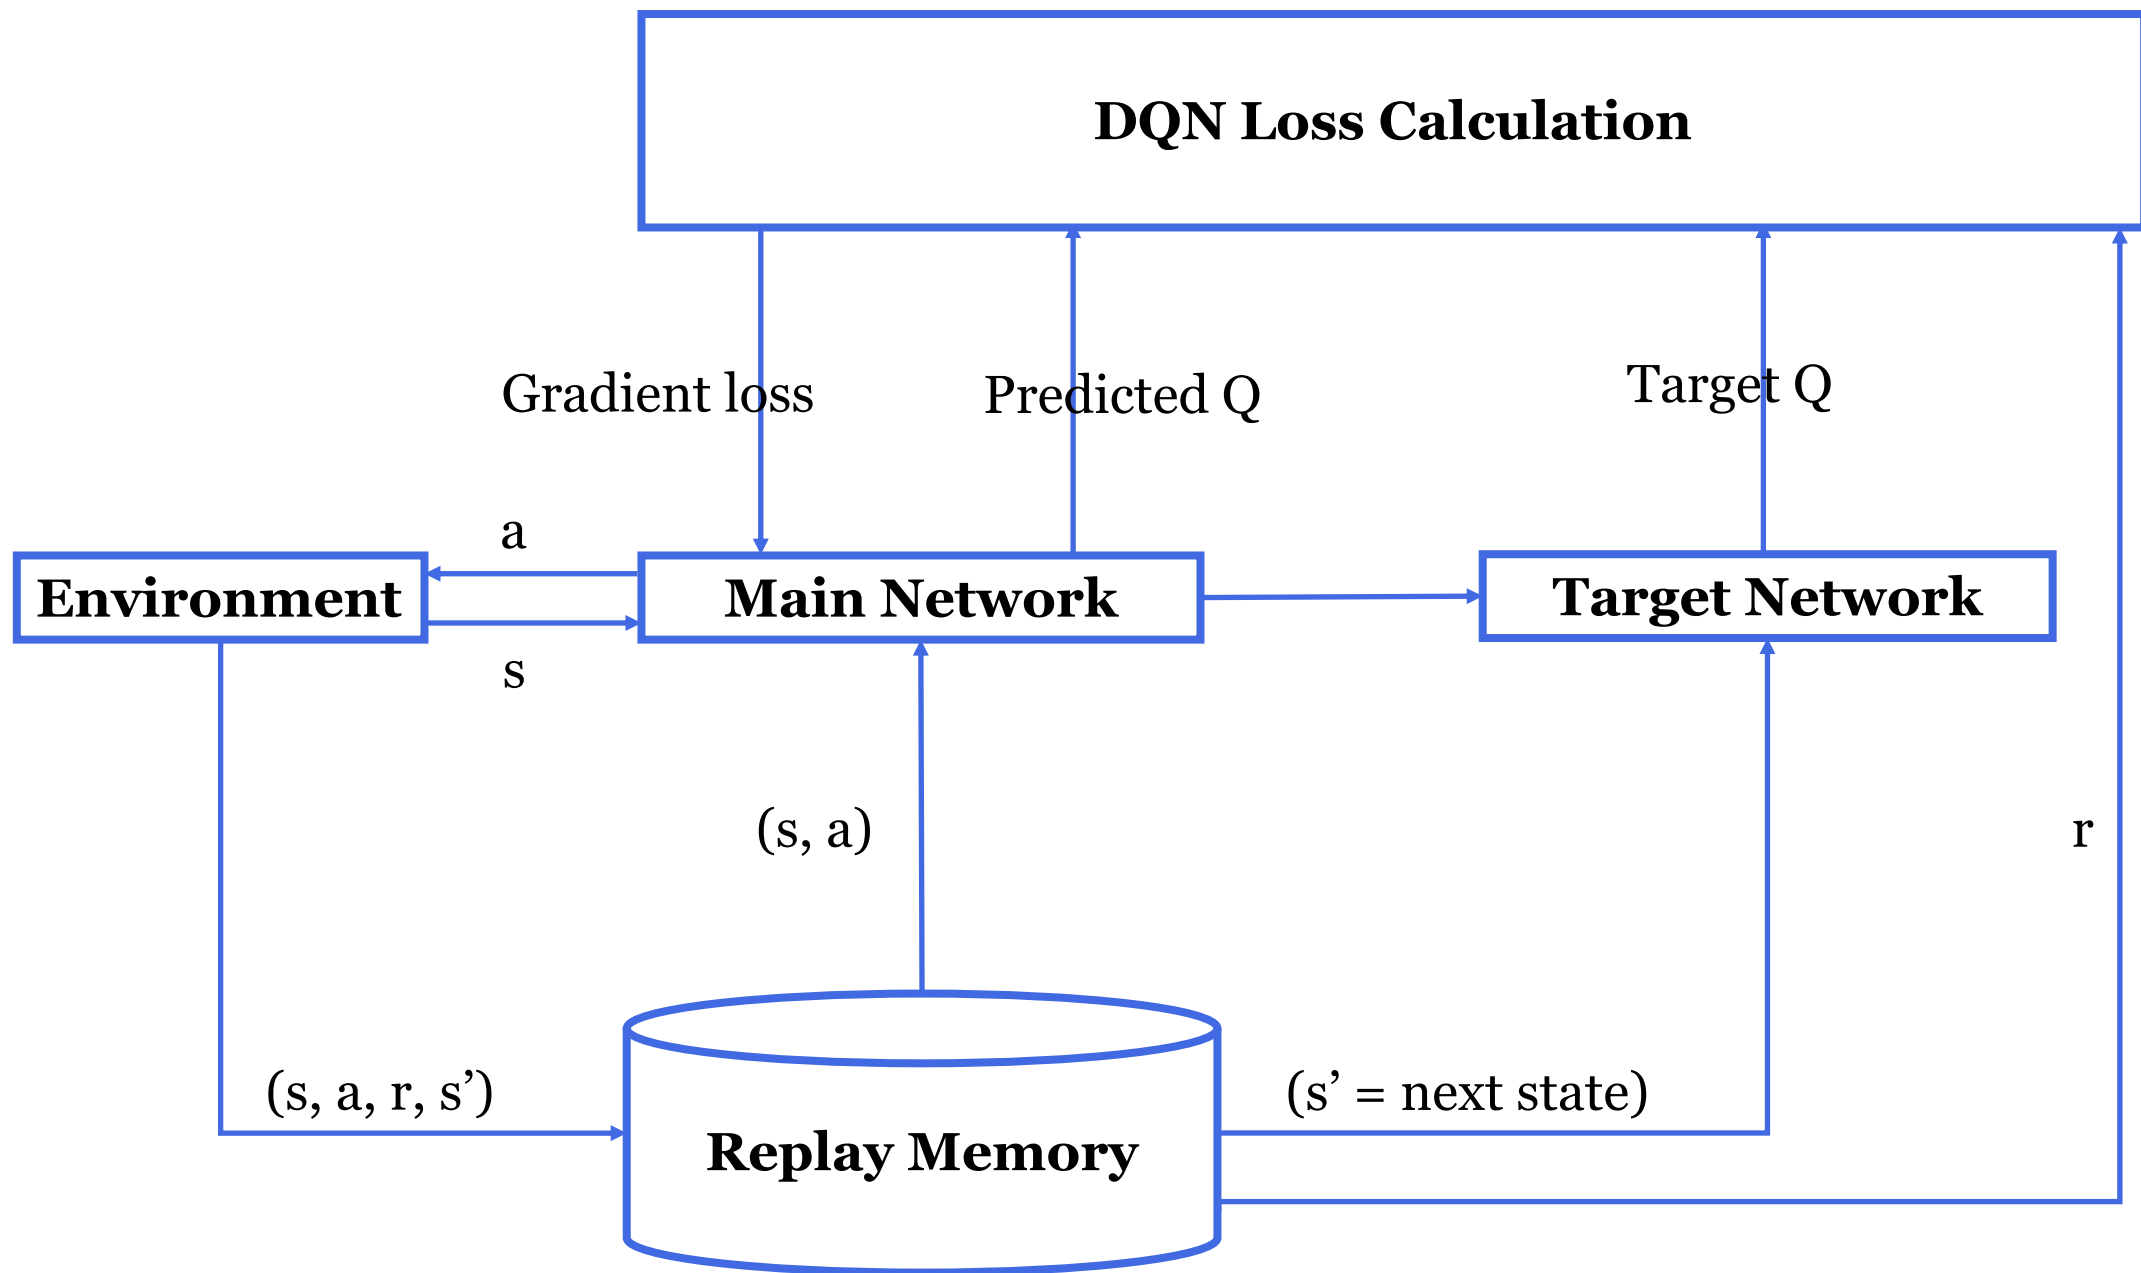 DQN Loss Calculation
Gradient loss
Predicted Q
Target Q
a
Environment
Main Network
Target Network
s
(s, a)
r
(s, a, r, s’)
(s’ = next state)
Replay Memory